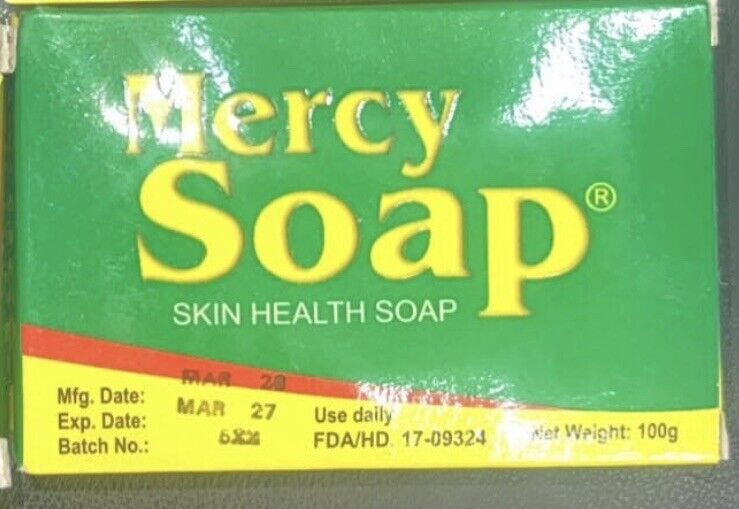 Mercy
Soap®
SKIN HEALTH SOAP
Mfg. Date: MAR
Exp. Date: MAR 27
Batch No.:
Use daily
FDA/HD. 17-09324
Net Weight: 100g